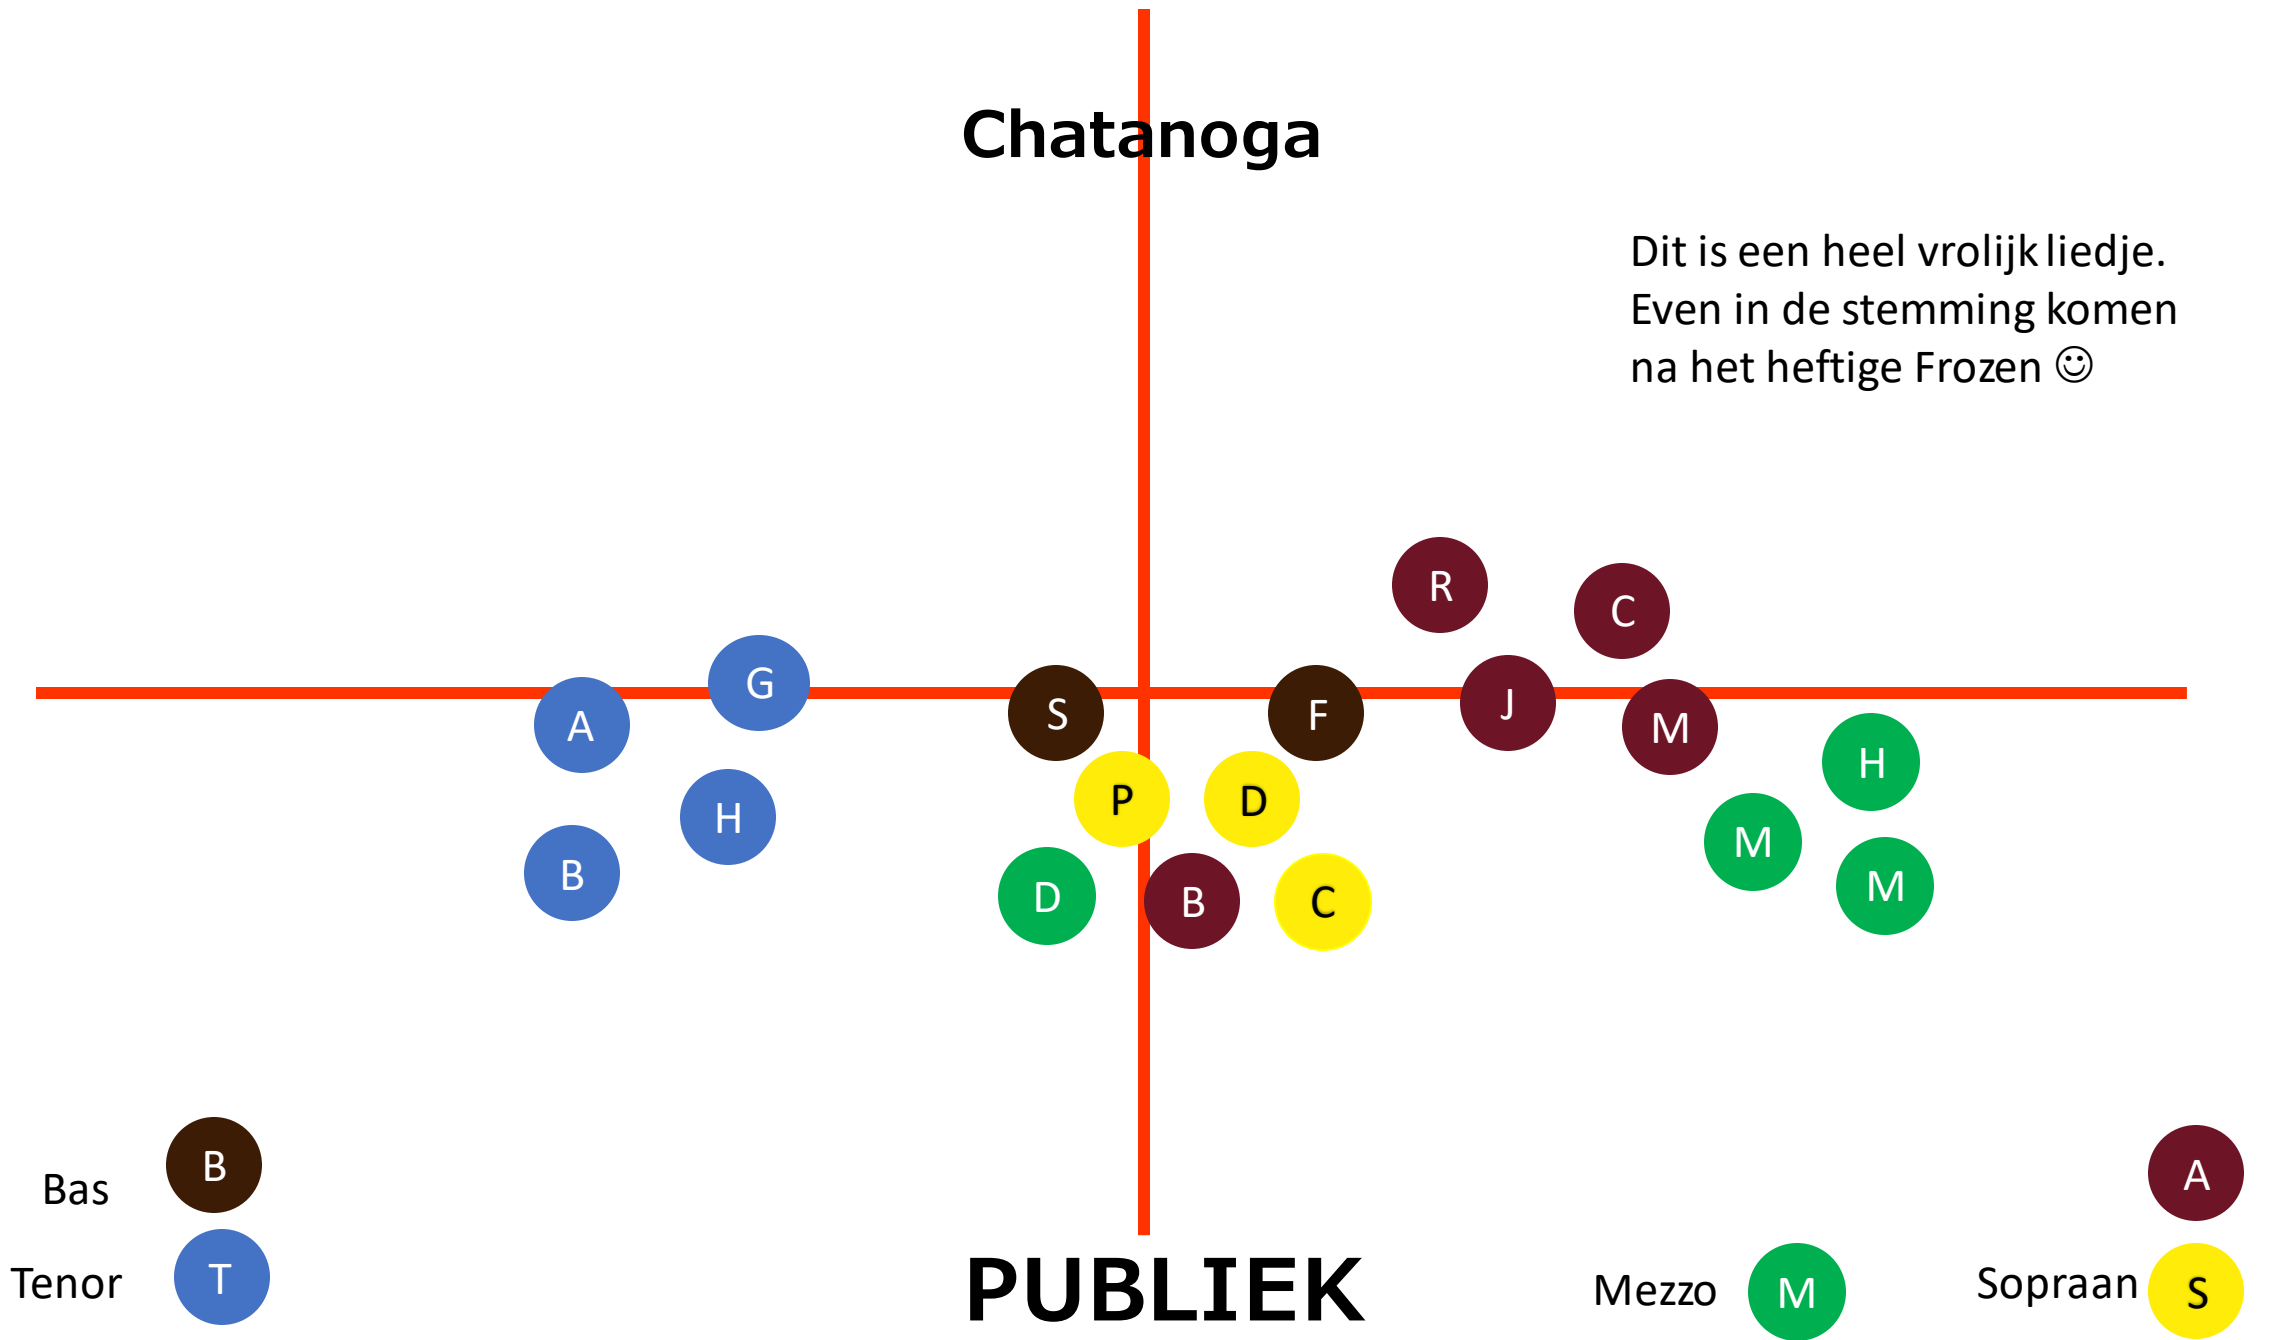 Chatanoga
Dit is een heel vrolijk liedje.
Even in de stemming komen
na het heftige Frozen ☺
R
C
G
A
S
F
J
M
H
P
D
H
M
B
D
B
C
M
Bas B
A
Tenor T
PUBLIEK
Mezzo M
Sopraan S